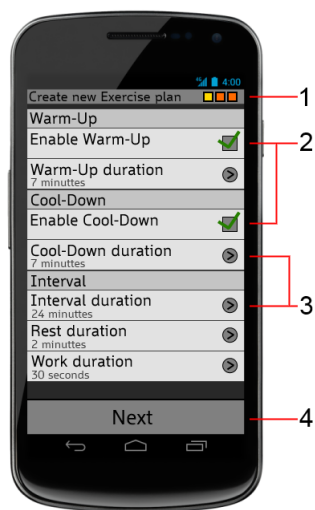 4:00
Create new Exercise plan
1
Warm-Up
Enable Warm-Up
2
Warm-Up duration
7 minuttes
Cool-Down
Enable Cool-Down
Cool-Down duration
7 minuttes
Interval
Interval duration
3
24 minuttes
Rest duration
2 minuttes
Work duration
30 seconds
Next
4